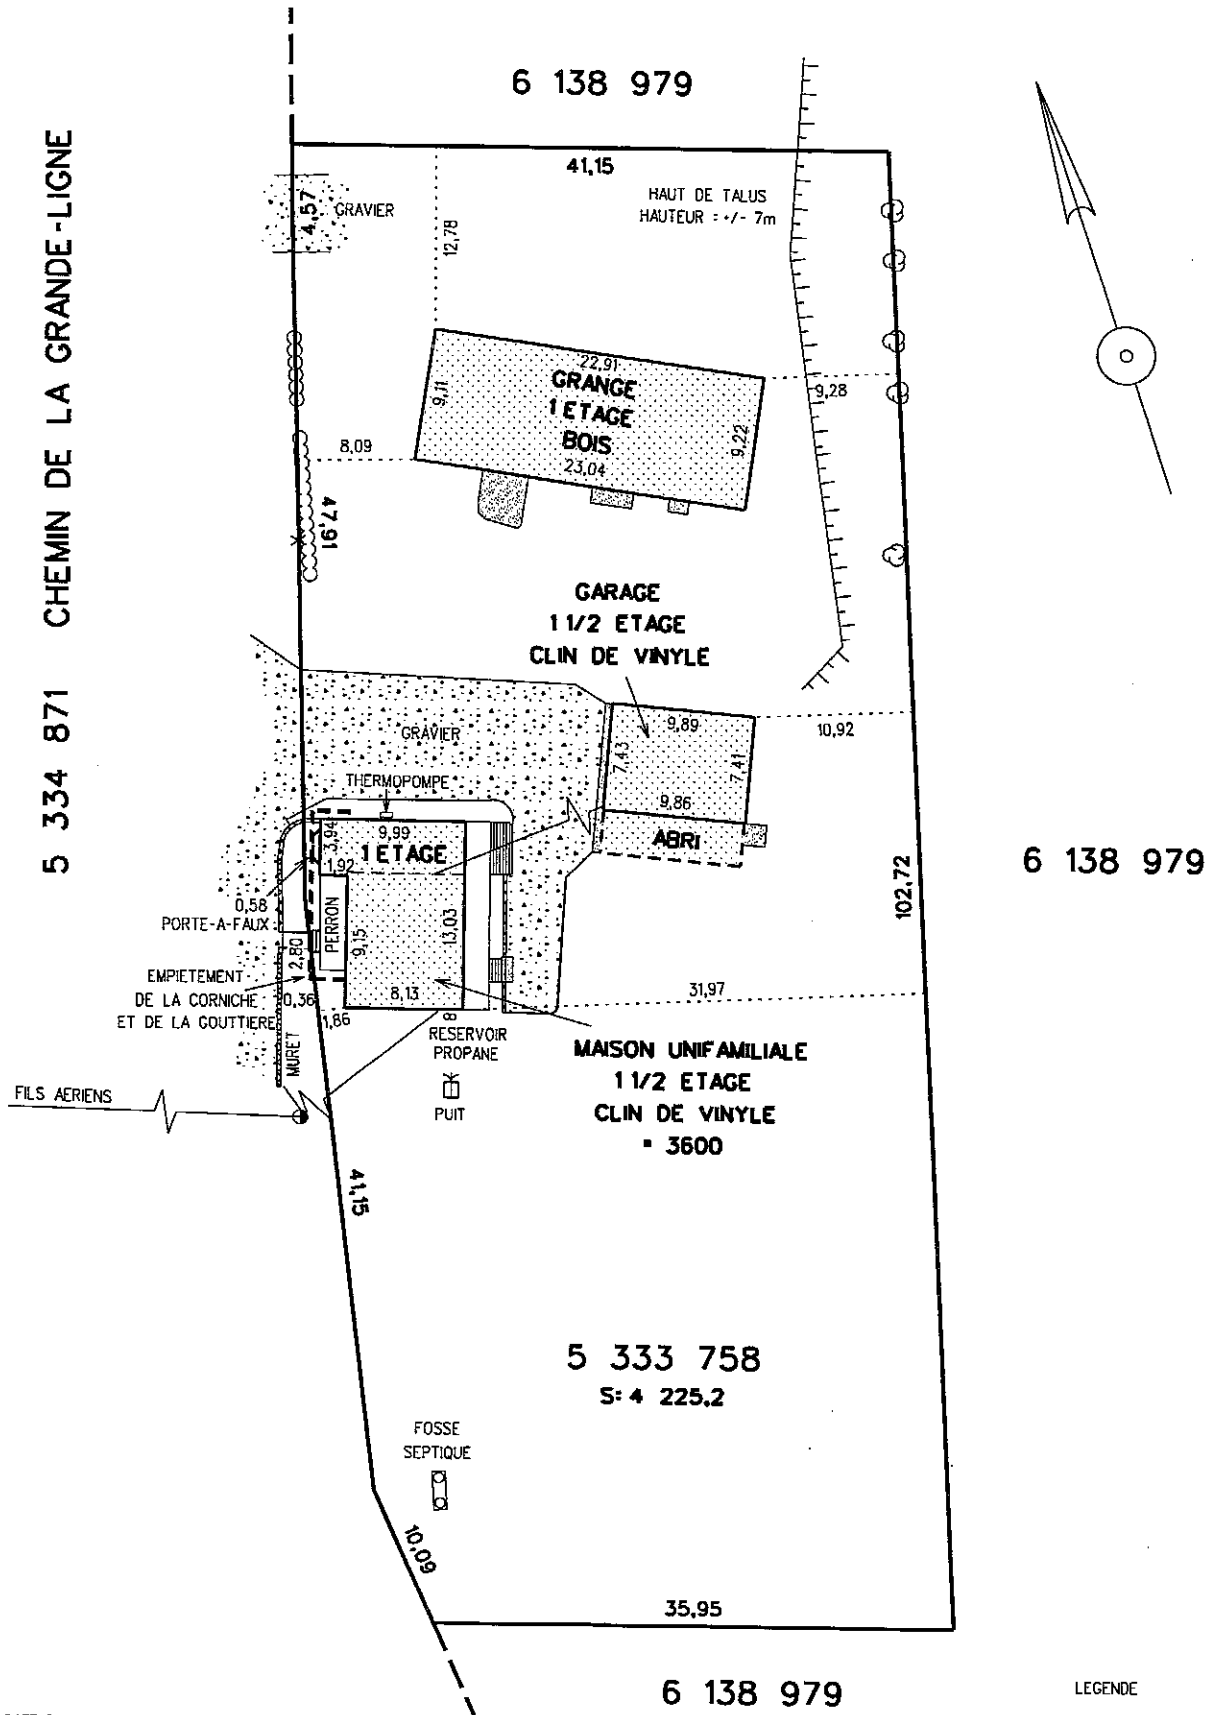 6 138 979
41,15
HAUT DE TALUS
HAUTEUR : +/- 7m
5 334 871 CHEMIN DE LA GRANDE-LIGNE
4,57
GRAVIER
12,78
22,91
GRANGE
1 ETAGE
BOIS
23,04
9,11
9,22
9,28
8,09
47,91
GARAGE
1 1/2 ETAGE
CLIN DE VINYLE
9,89
10,92
7,43
7,41
9,86
ABRI
GRAVIER
THERMOPOMPE
9,99
3,94
1 ETAGE
1,92
0,58
PORTE-A-FAUX
PERRON
9,15
13,03
2,80
102,72
6 138 979
EMPIETEMENT
DE LA CORNICHE
ET DE LA GOUTTIERE
0,36
1,86
8,13
31,97
MURET
RESERVOIR
PROPANE
PUIT
MAISON UNIFAMILIALE
1 1/2 ETAGE
CLIN DE VINYLE
" 3600
FILS AERIENS
41,15
5 333 758
S: 4 225,2
FOSSE
SEPTIQUE
10,09
35,95
6 138 979
LEGENDE